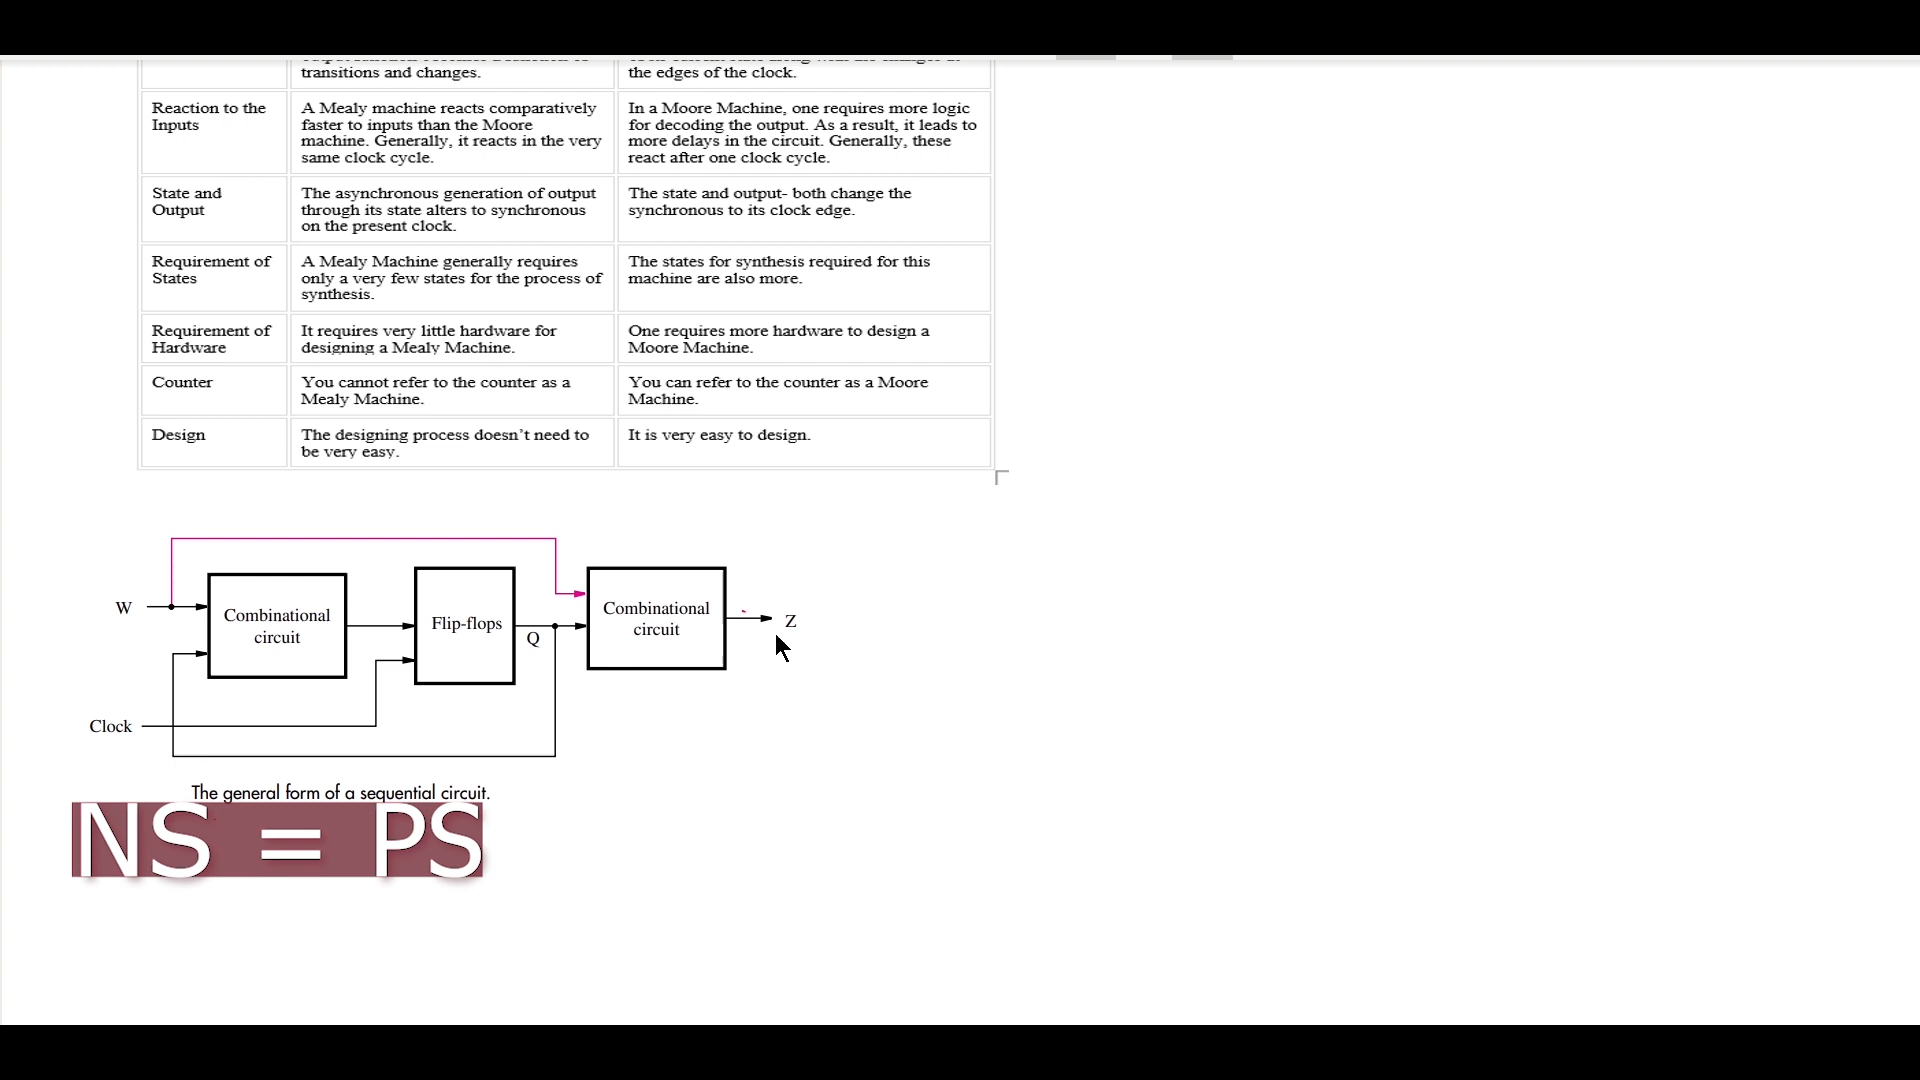 transitions and changes.
the edges of the clock.
Reaction to the
Inputs
A Mealy machine reacts comparatively
faster to inputs than the Moore
machine. Generally, it reacts in the very
same clock cycle.
In a Moore Machine, one requires more logic
for decoding the output. As a result, it leads to
more delays in the circuit. Generally, these
react after one clock cycle.
State and
Output
The asynchronous generation of output
through its state alters to synchronous
on the present clock.
The state and output- both change the
synchronous to its clock edge.
Requirement of
States
A Mealy Machine generally requires
only a very few states for the process of
synthesis.
The states for synthesis required for this
machine are also more.
Requirement of
Hardware
It requires very little hardware for
designing a Mealy Machine.
One requires more hardware to design a
Moore Machine.
Counter
You cannot refer to the counter as a
Mealy Machine.
You can refer to the counter as a Moore
Machine.
Design
The designing process doesn’t need to
be very easy.
It is very easy to design.
W
Combinational
circuit
Flip-flops
Q
Combinational
circuit
Z
Clock
The general form of a sequential circuit.
NS = PS